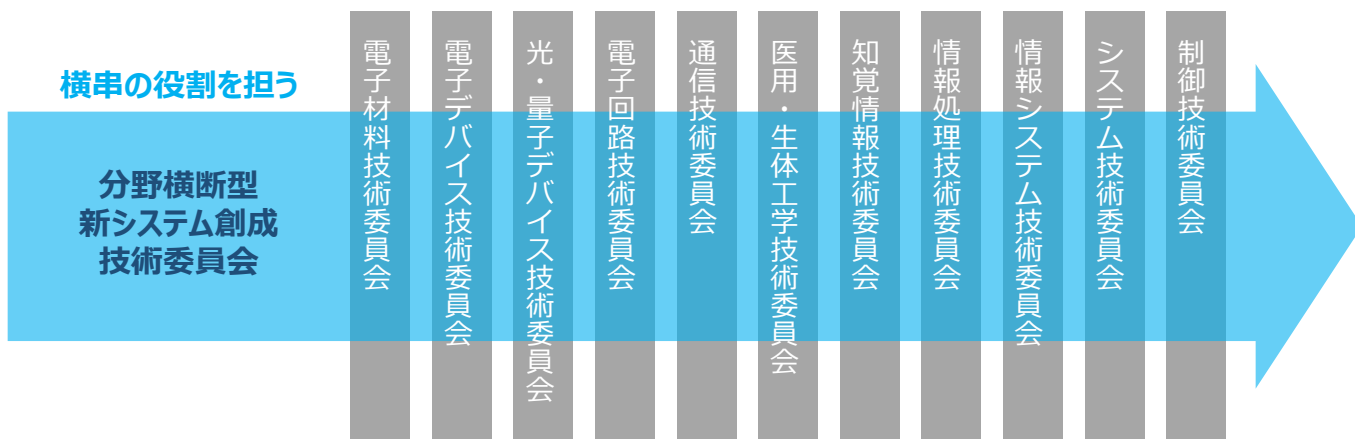 横串の役割を担う
分野横断型
新システム創成
技術委員会
電子材料技術委員会
電子デバイス技術委員会
光・量子デバイス技術委員会
電子回路技術委員会
通信技術委員会
医用・生体工学技術委員会
知覚情報技術委員会
情報処理技術委員会
情報システム技術委員会
システム技術委員会
制御技術委員会